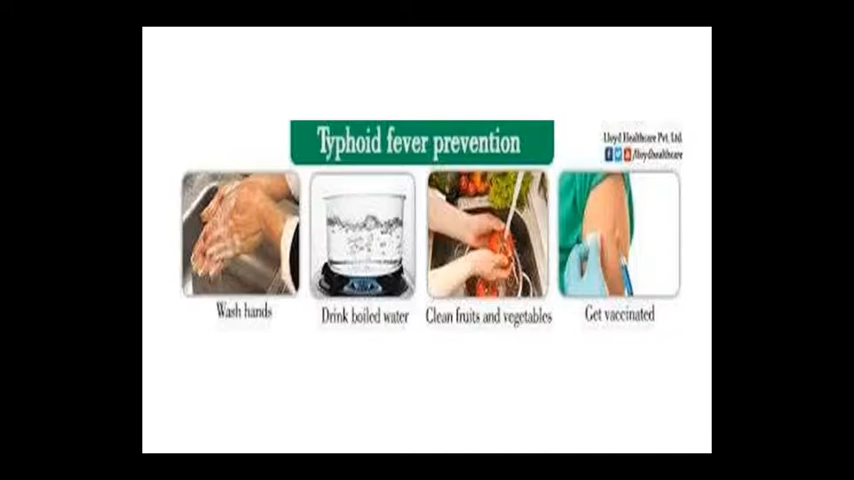 Typhoid fever prevention
Lloyd Healthcare Pvt. Ltd.
/lloydhealthcare
Wash hands
Drink boiled water
Clean fruits and vegetables
Get vaccinated